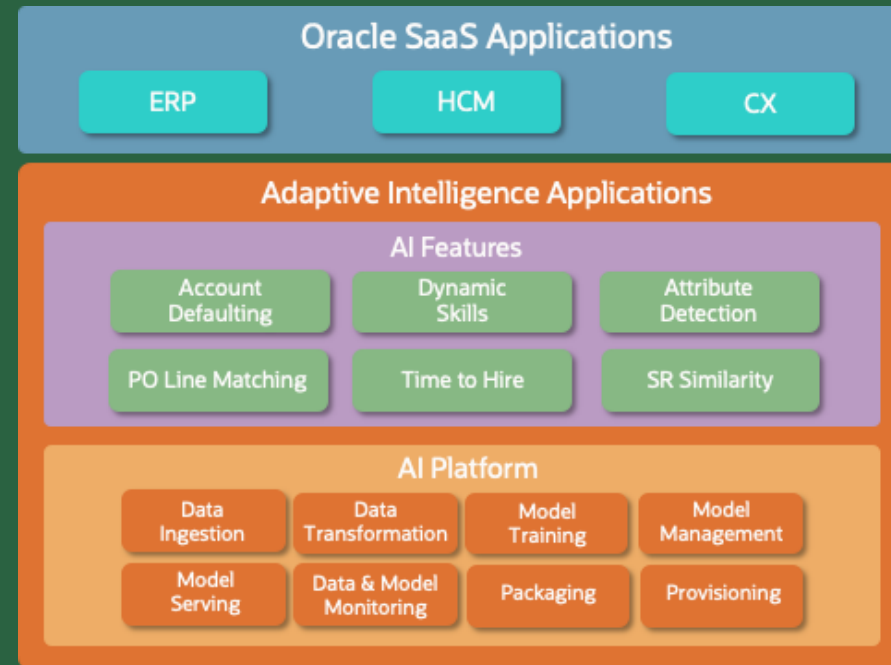 Oracle SaaS Applications
ERP
HCM
CX
Adaptive Intelligence Applications
AI Features
Account
Defaulting
Dynamic
Skills
Attribute
Detection
PO Line Matching
Time to Hire
SR Similarity
AI Platform
Data
Ingestion
Data
Transformation
Model
Training
Model
Management
Model
Serving
Data & Model
Monitoring
Packaging
Provisioning